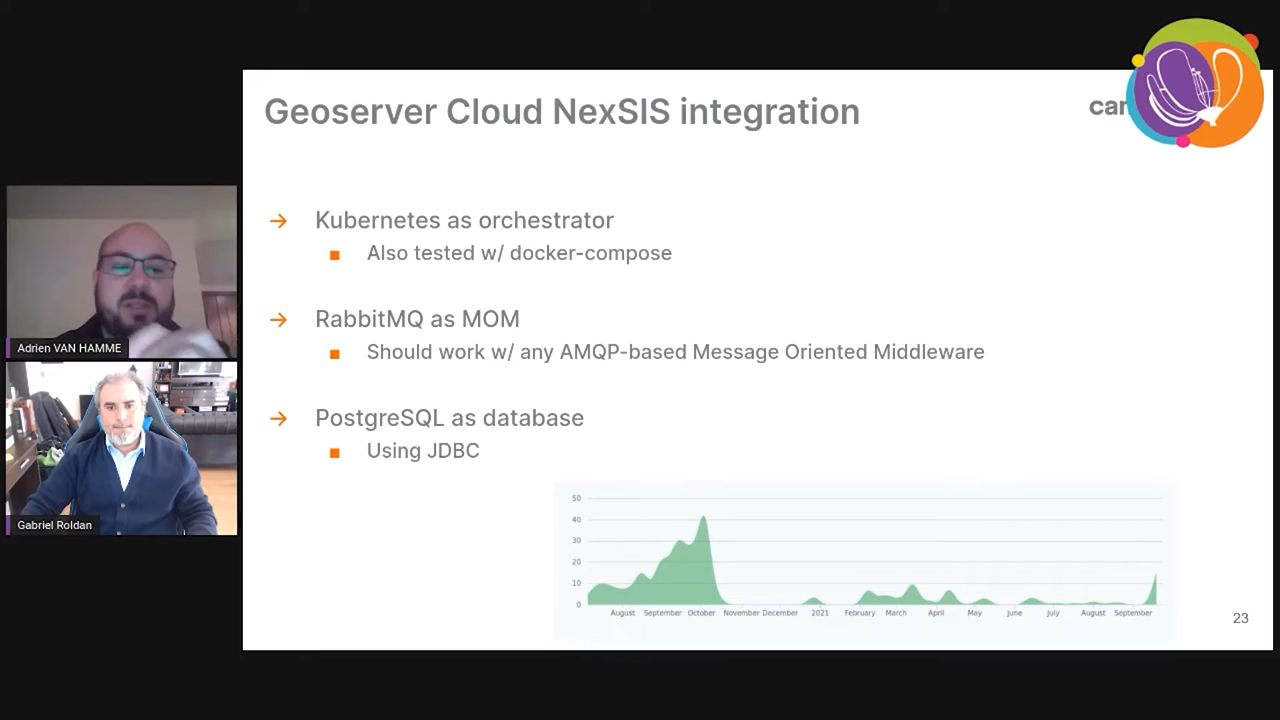 Geoserver Cloud NexSIS integration
→ Kubernetes as orchestrator
■ Also tested w/ docker-compose
→ RabbitMQ as MOM
■ Should work w/ any AMQP-based Message Oriented Middleware
→ PostgreSQL as database
■ Using JDBC
Adrien VAN HAMME
Gabriel Roldan
50
40
30
20
10
0
August September October November December 2021 February March April May June July August September
23